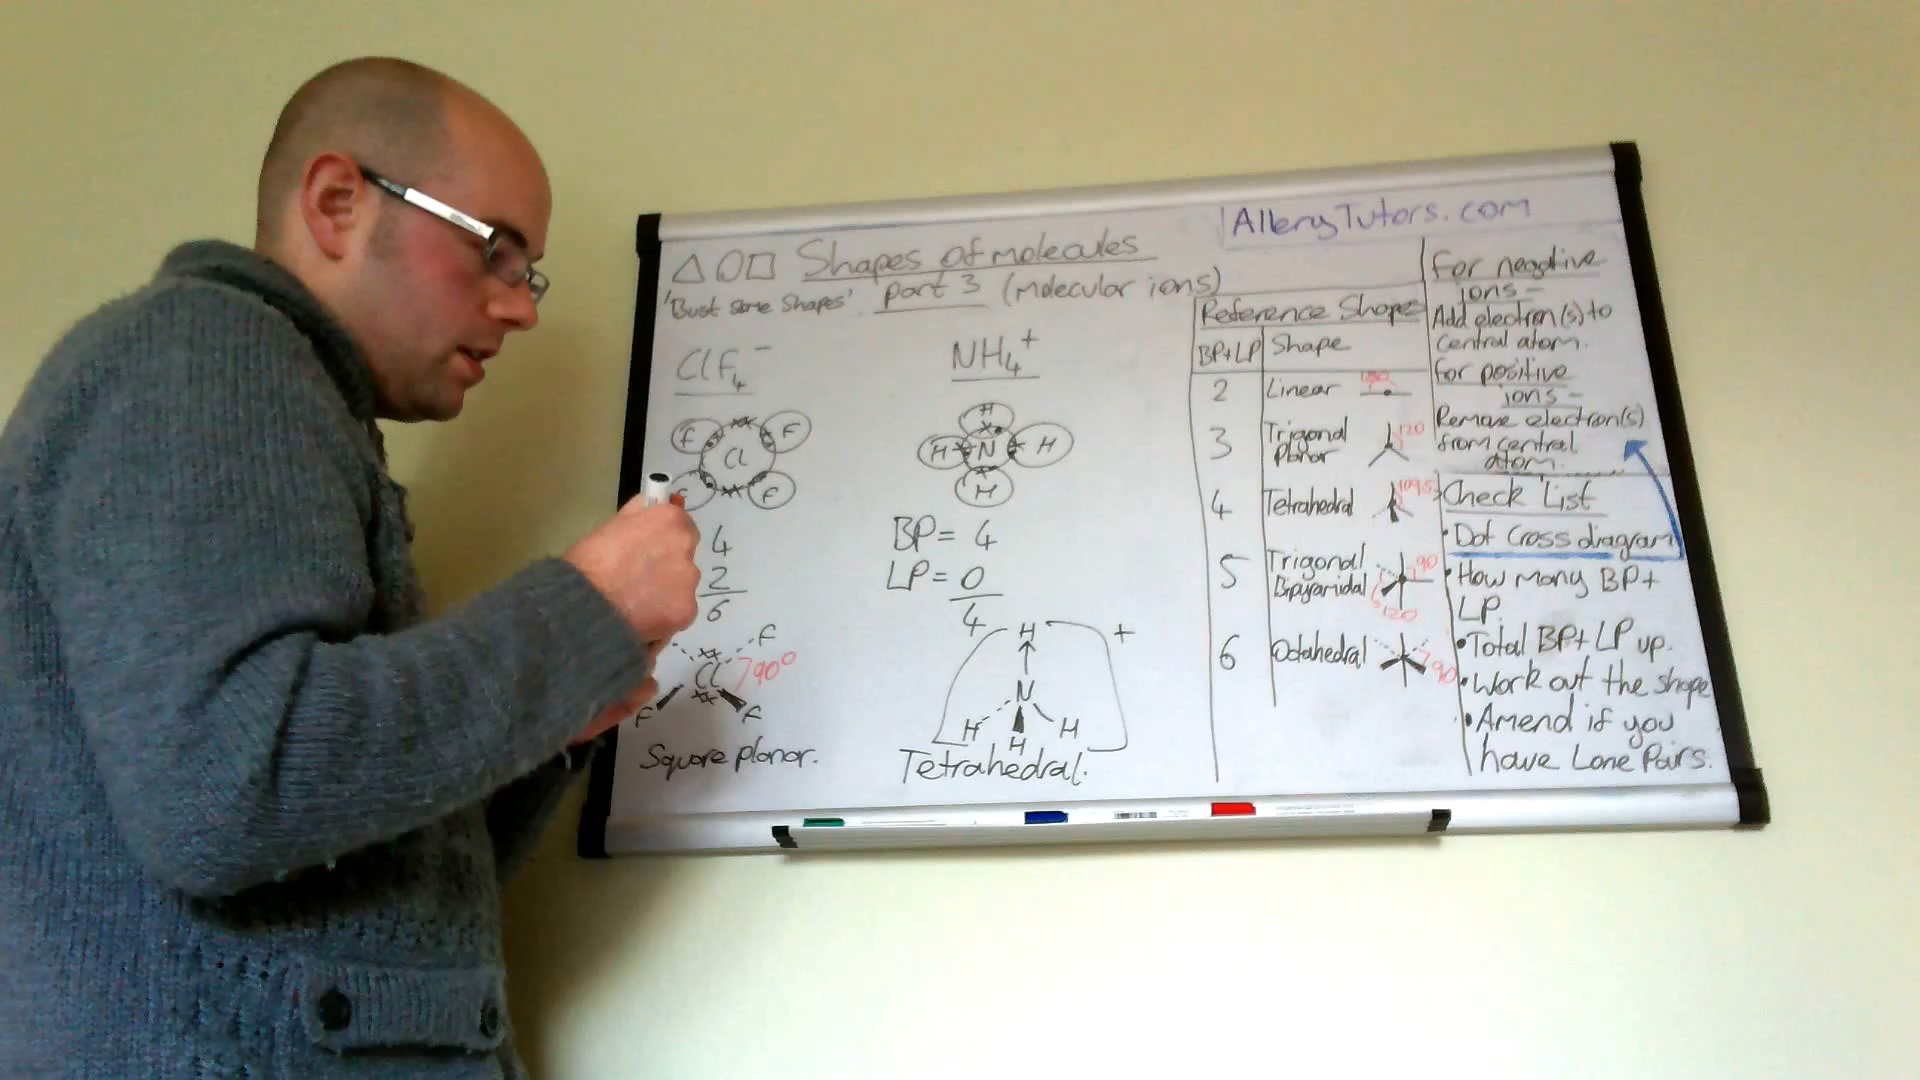 AlleryTutors.com
Shapes of molecules
'Bust some Shapes' part 3 (molecular ions)
ClF4 -
F F
Cl
F
4
2
6
F
Cl 90°
F F
Square planar.
NH4 +
H
H N H
H
BP = 4
LP = 0
4
H +
N
H H
H
Tetrahedral.
Reference Shape
BP+LP Shape
2 Linear 180
3 Trigonal Planar 120
4 Tetrahedral 109.5
5 Trigonal Bipyramidal 90
120
6 Octahedral 90
For negative
ions -
Add electron(s) to
central atom.
for positive
ions -
Remove electron(s)
from central
atom.
Check List
• Dot Cross diagram
• How many BP+
LP.
• Total BP+LP up.
• Work out the shape
• Amend if you
have Lone Pairs.